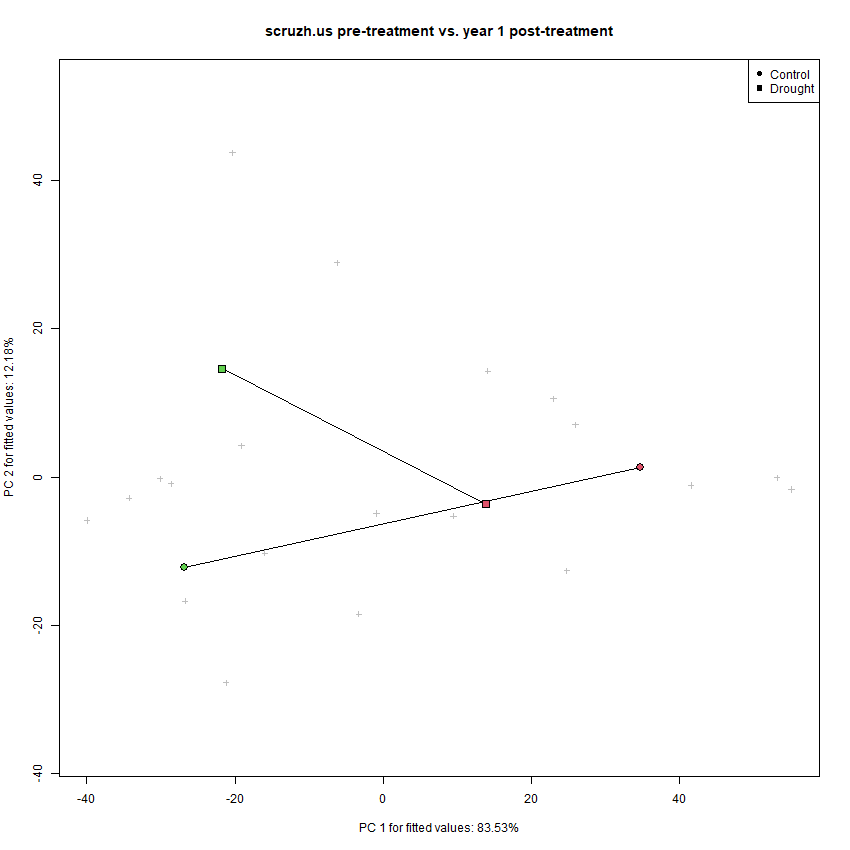 scruzh.us pre-treatment vs. year 1 post-treatment
Control
Drought
40
20
0
-20
-40
PC 2 for fitted values: 12.18%
-40
-20
0
20
40
PC 1 for fitted values: 83.53%